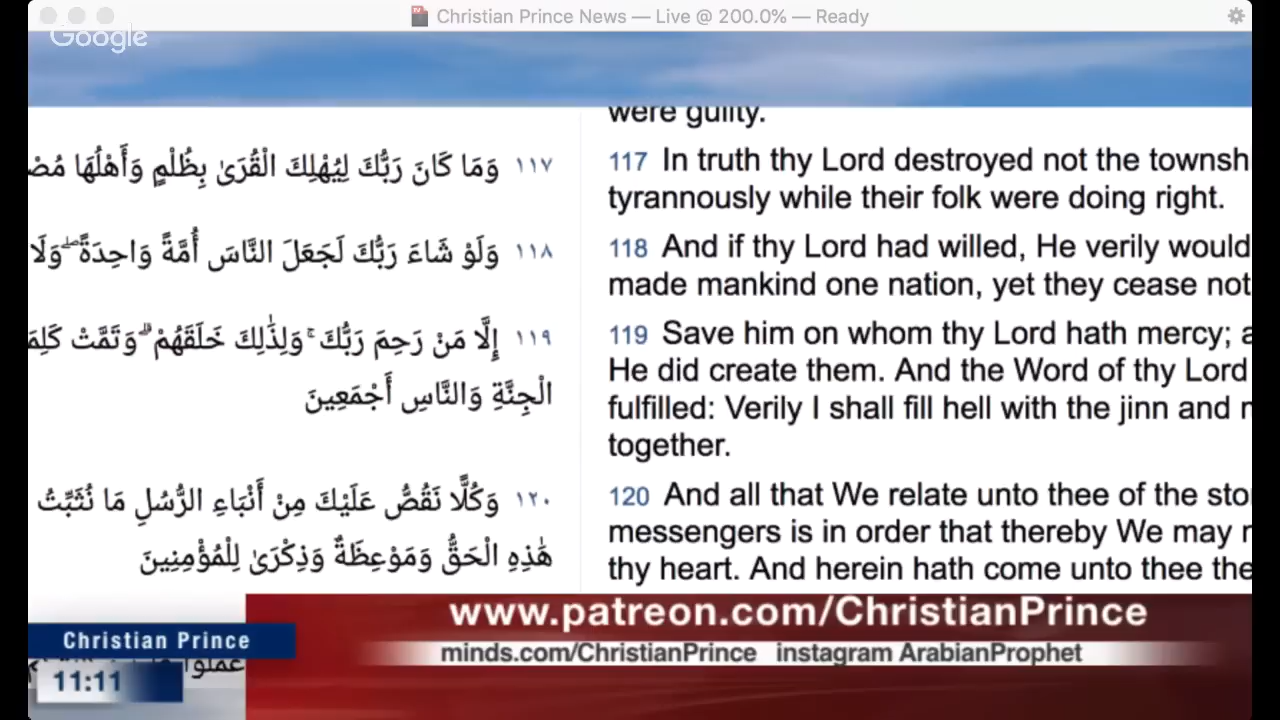 Christian Prince News — Live @ 200.0% — Ready
Google
were guilty.
١١٧ وَمَا كَانَ رَبُّكَ لِيُهْلِكَ الْقُرَىٰ بِظُلْمٍ وَأَهْلُهَا
١١٨ وَلَوْ شَاءَ رَبُّكَ لَجَعَلَ النَّاسَ أُمَّةً وَاحِدَةً ۖ وَلَا
١١٩ إِلَّا مَنْ رَحِمَ رَبُّكَ ۚ وَلِذَٰلِكَ خَلَقَهُمْ ۗ وَتَمَّتْ
الْجِنَّةِ وَالنَّاسِ أَجْمَعِينَ
١٢٠ وَكُلًّا نَقُصُّ عَلَيْكَ مِنْ أَنْبَاءِ الرُّسُلِ مَا نُثَبِّتُ
هَٰذِهِ الْحَقُّ وَمَوْعِظَةٌ وَذِكْرَىٰ لِلْمُؤْمِنِينَ
117 In truth thy Lord destroyed not the townsh
tyrannously while their folk were doing right.
118 And if thy Lord had willed, He verily would
made mankind one nation, yet they cease not
119 Save him on whom thy Lord hath mercy; a
He did create them. And the Word of thy Lord
fulfilled: Verily I shall fill hell with the jinn and
together.
120 And all that We relate unto thee of the sto
messengers is in order that thereby We may
thy heart. And herein hath come unto thee the
www.patreon.com/ChristianPrince
minds.com/ChristianPrince instagram ArabianProphet
Christian Prince
11:11